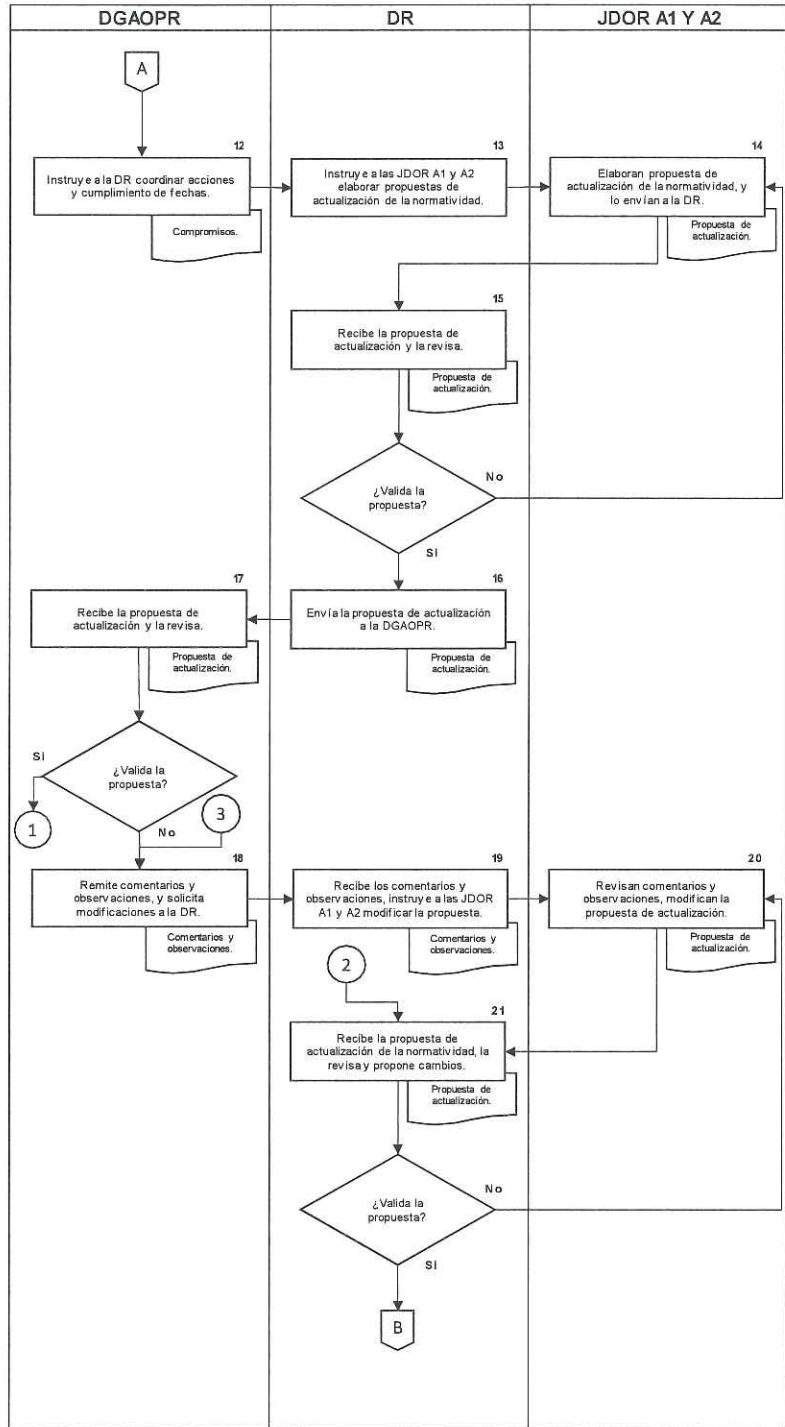 DGAOPR
DR
JDOR A1 Y A2
A
12
Instruye a la DR coordinar acciones
y cumplimiento de fechas.
Compromisos.
13
Instruye a las JDOR A1 y A2
elaborar propuestas de
actualización de la normatividad.
14
Elaboran propuesta de
actualización de la normatividad, y
lo envían a la DR.
Propuesta de
actualización.
15
Recibe la propuesta de
actualización y la revisa.
Propuesta de
actualización.
¿Valida la
propuesta?
No
Si
16
Envía la propuesta de actualización
a la DGAOPR.
Propuesta de
actualización.
17
Recibe la propuesta de
actualización y la revisa.
Propuesta de
actualización.
Si
¿Valida la
propuesta?
1
No
3
18
Remite comentarios y
observaciones, y solicita
modificaciones a la DR.
Comentarios y
observaciones.
19
Recibe los comentarios y
observaciones, instruye a las JDOR
A1 y A2 modificar la propuesta.
Comentarios y
observaciones.
20
Revisan comentarios y
observaciones, modifican la
propuesta de actualización.
Propuesta de
actualización.
2
21
Recibe la propuesta de
actualización de la normatividad, la
revisa y propone cambios.
Propuesta de
actualización.
¿Valida la
propuesta?
No
Si
B